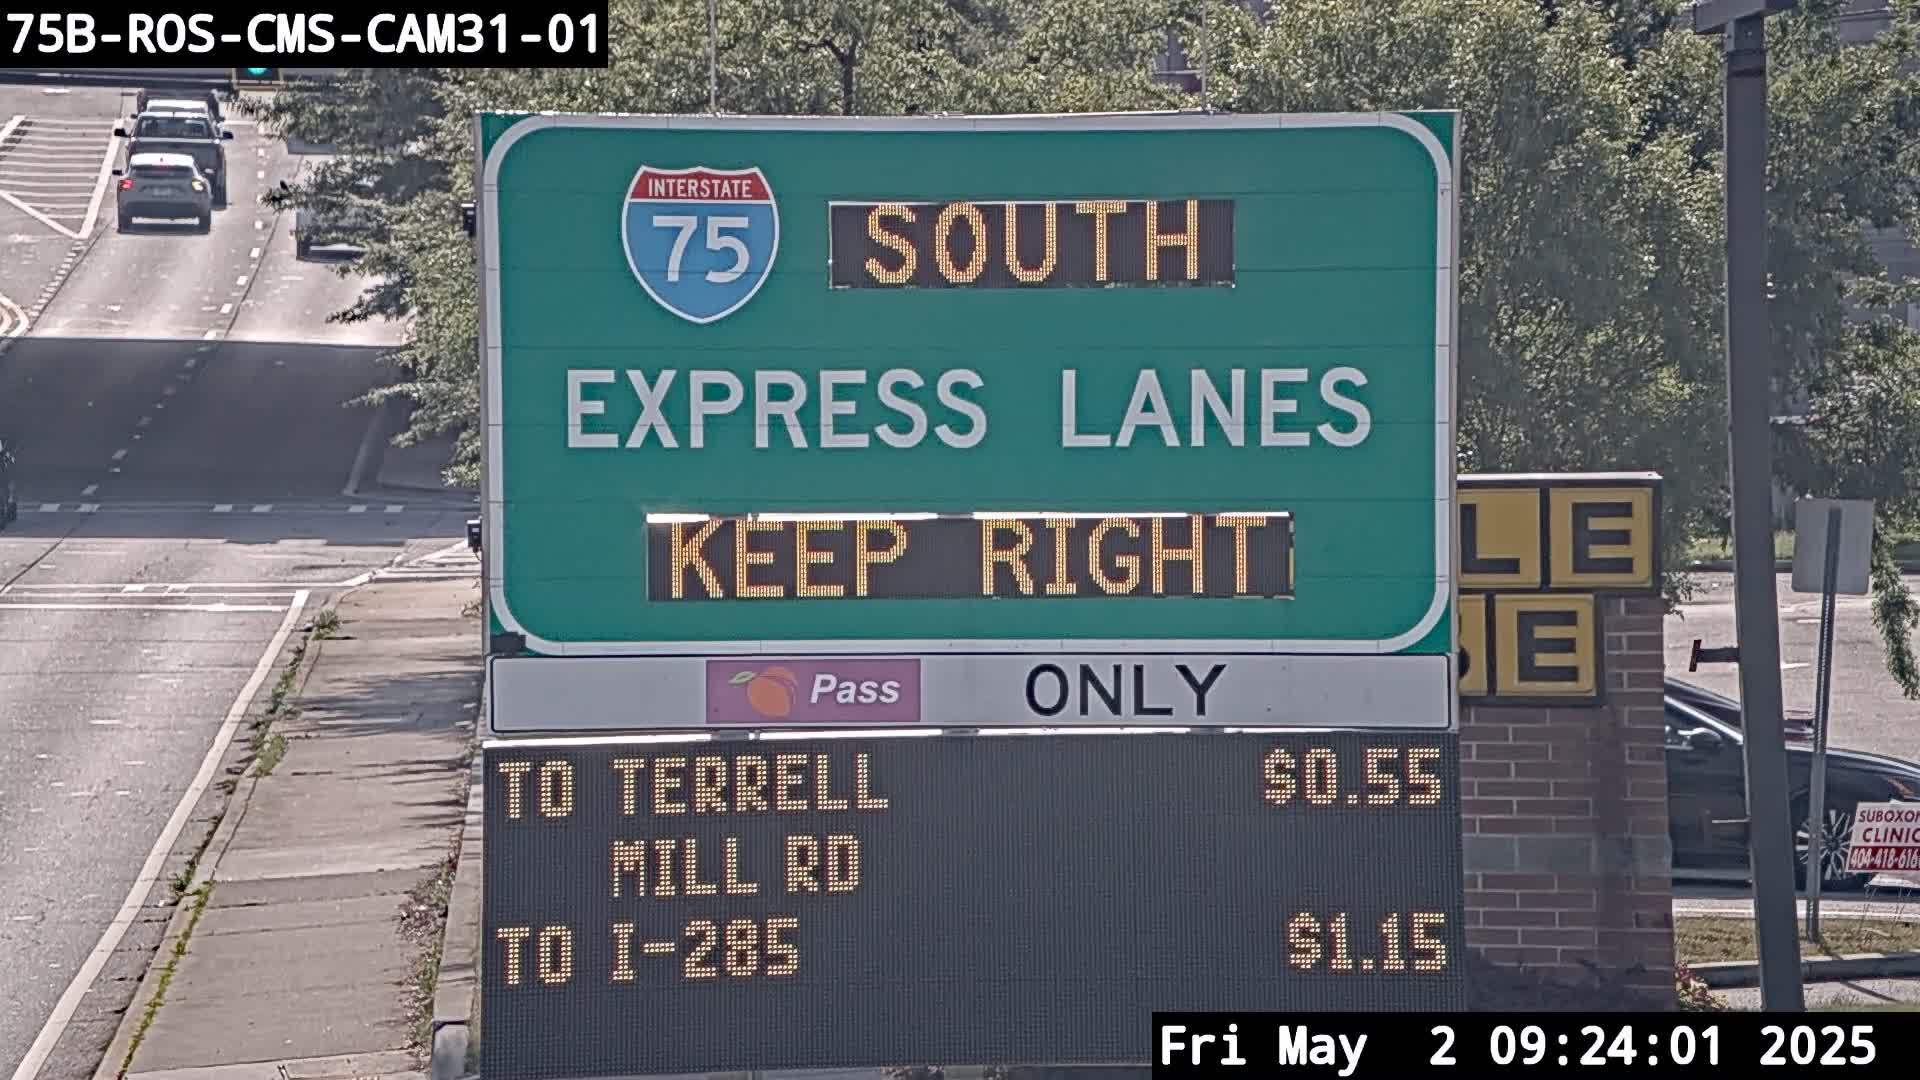 75B-ROS-CMS-CAM31-01
INTERSTATE
75
SOUTH
EXPRESS LANES
KEEP RIGHT
Pass ONLY
TO TERRELL $0.55
MILL RD
TO I-285 $1.15
LE
E
CLINIC
Fri May 2 09:24:01 2025